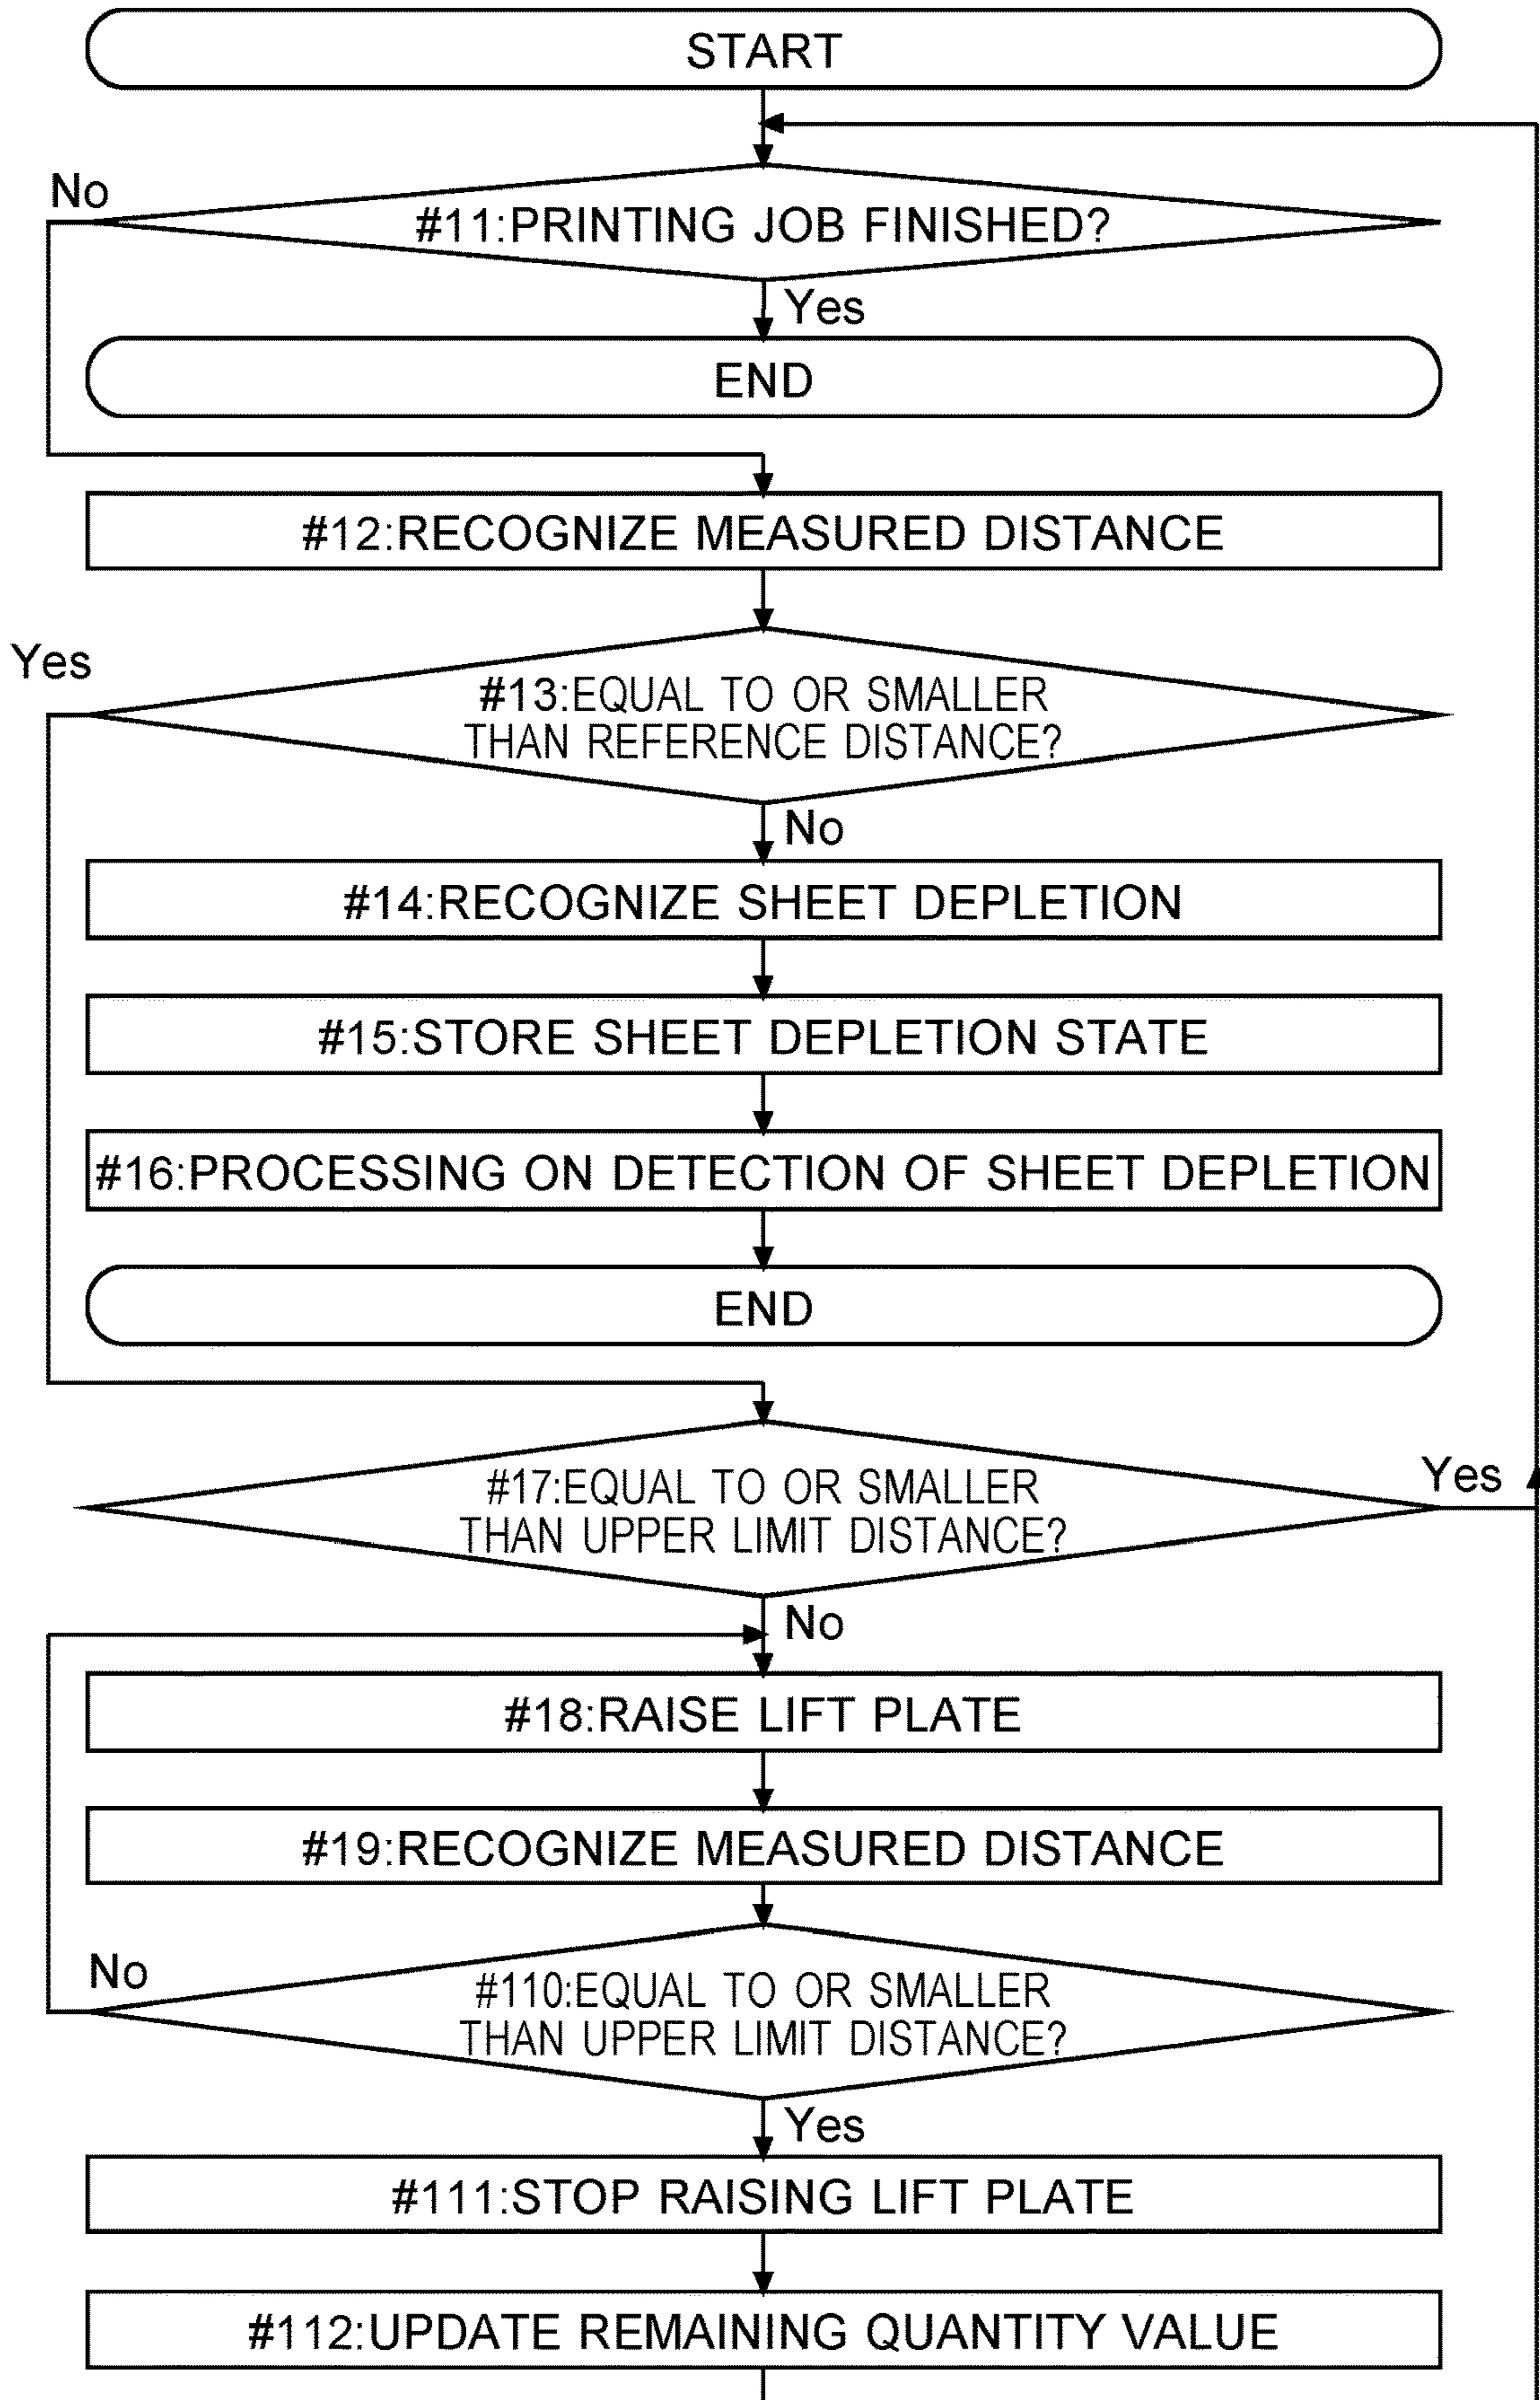 START
No
#11:PRINTING JOB FINISHED?
Yes
END
#12:RECOGNIZE MEASURED DISTANCE
Yes
#13:EQUAL TO OR SMALLER
THAN REFERENCE DISTANCE?
No
#14:RECOGNIZE SHEET DEPLETION
#15:STORE SHEET DEPLETION STATE
#16:PROCESSING ON DETECTION OF SHEET DEPLETION
END
#17:EQUAL TO OR SMALLER
THAN UPPER LIMIT DISTANCE?
Yes
No
#18:RAISE LIFT PLATE
#19:RECOGNIZE MEASURED DISTANCE
No
#110:EQUAL TO OR SMALLER
THAN UPPER LIMIT DISTANCE?
Yes
#111:STOP RAISING LIFT PLATE
#112:UPDATE REMAINING QUANTITY VALUE